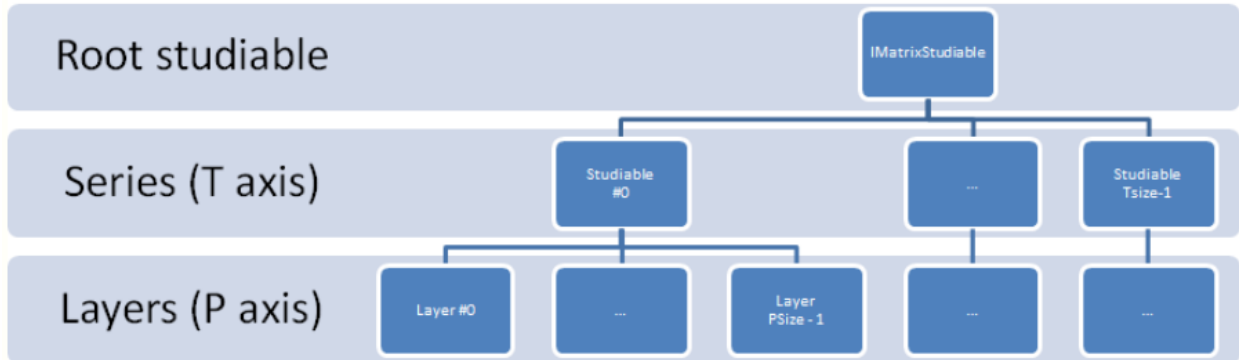 Root studiable
IMatrixStudiable
Series (T axis)
Studiable
#0
...
Studiable
Tsize-1
Layers (P axis)
Layer #0
...
Layer
PSize - 1
...
...